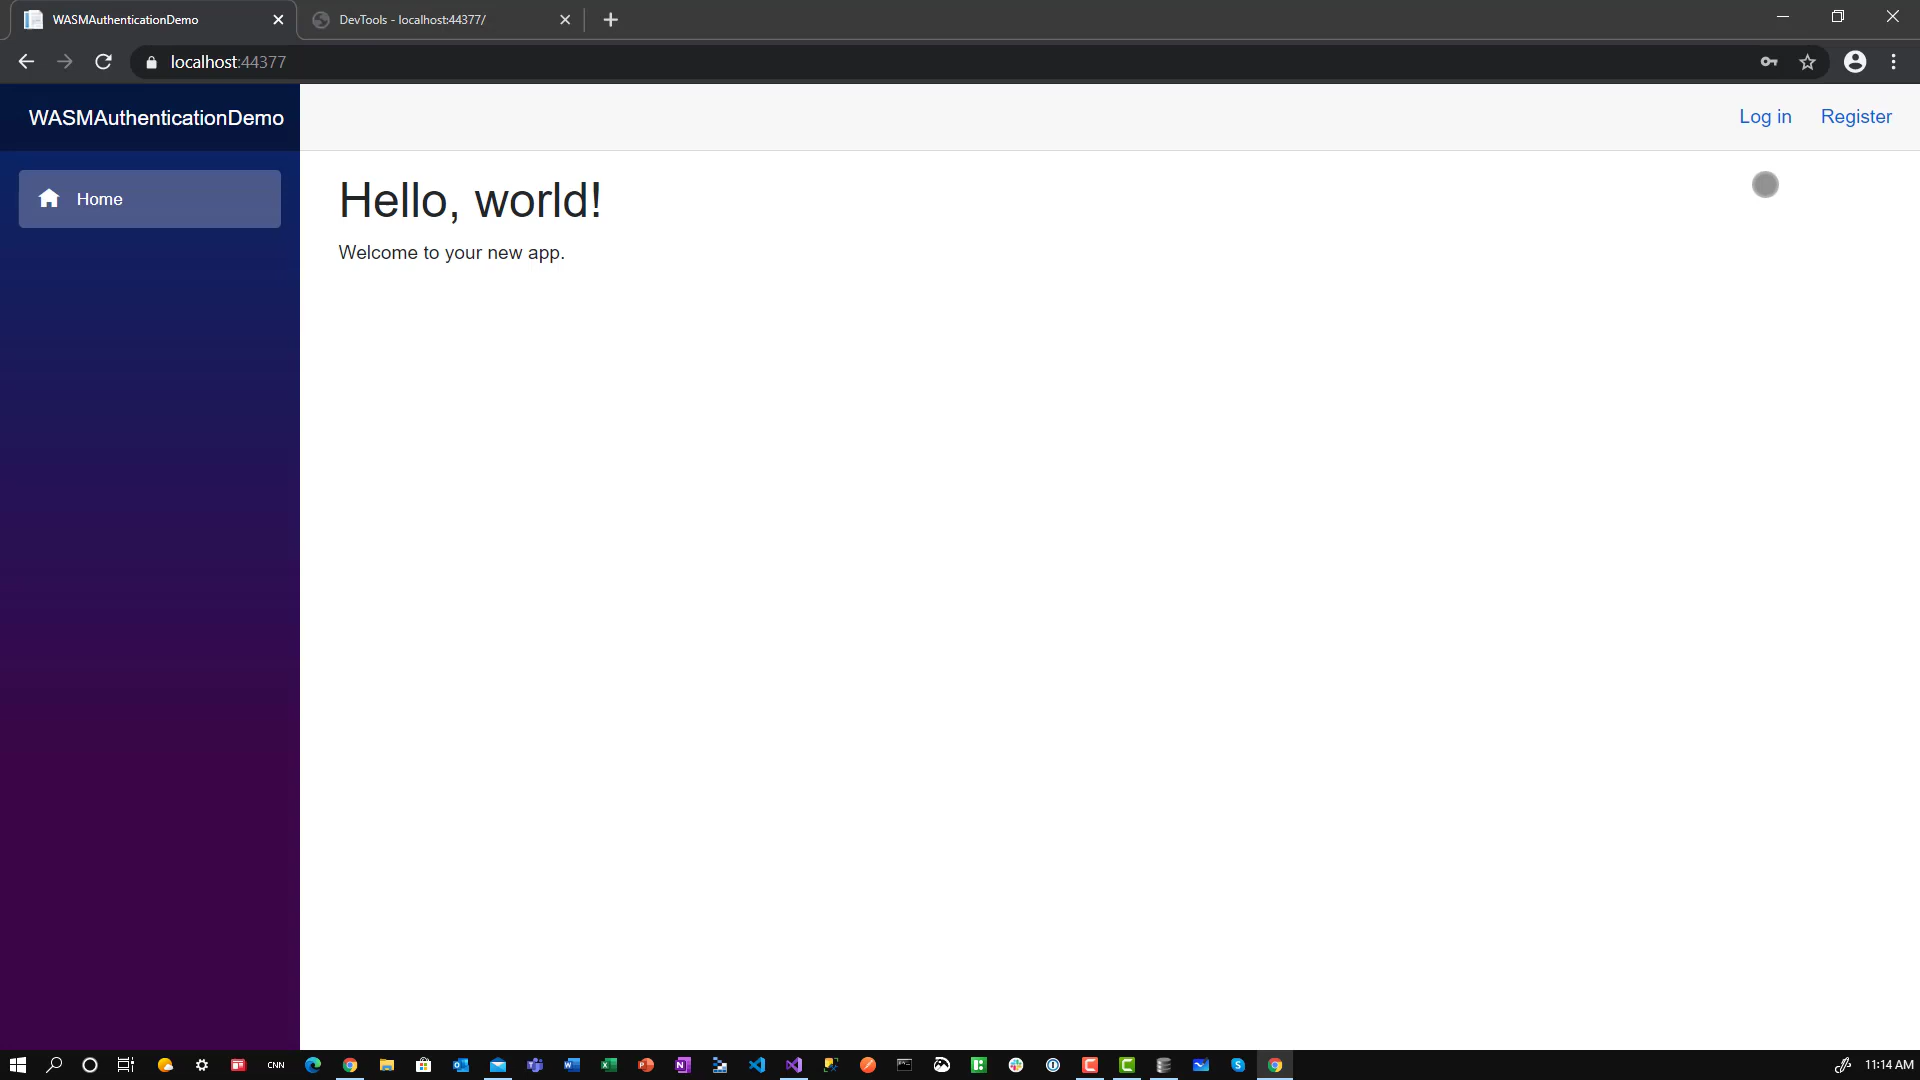 WASMAuthenticationDemo
DevTools - localhost:44377/
localhost:44377
WASMAuthenticationDemo
Log in
Register
Home
Hello, world!
Welcome to your new app.
CNN
11:14 AM